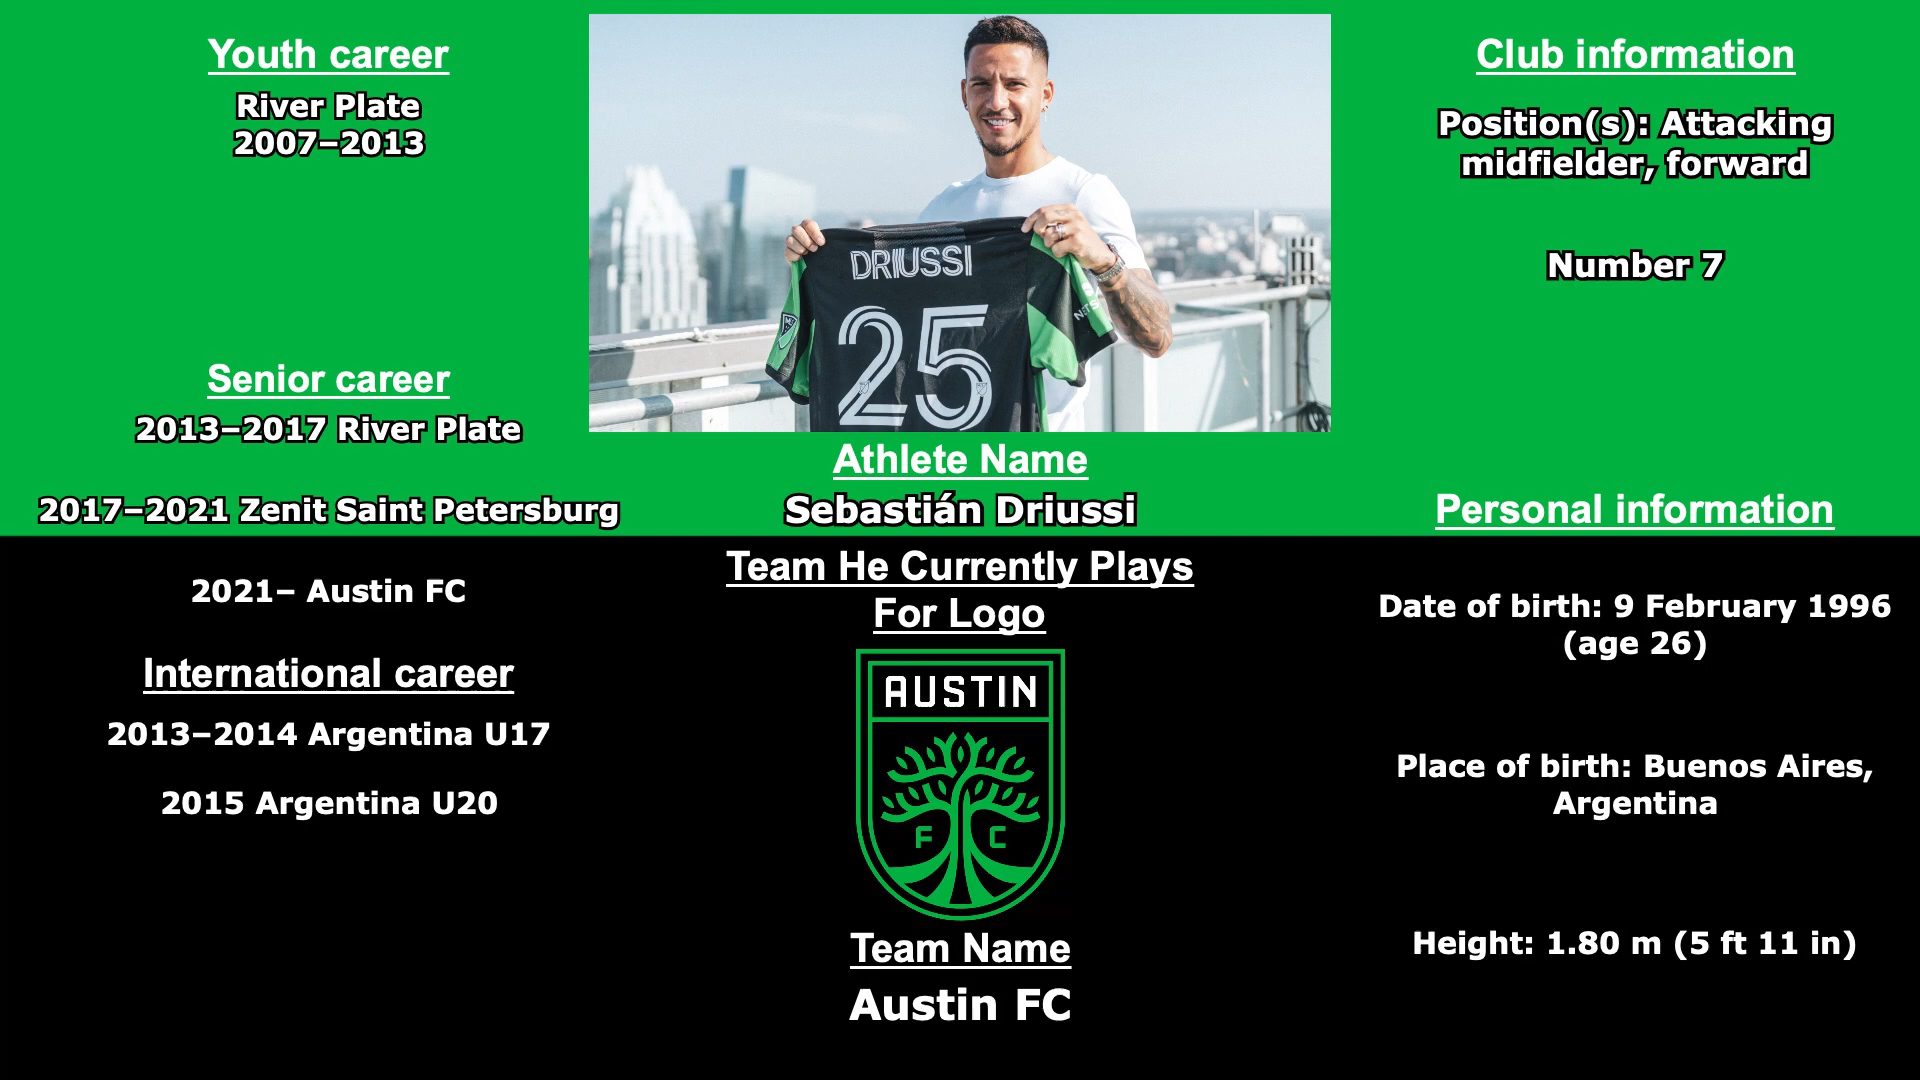 Youth career
River Plate
2007–2013
Senior career
2013–2017 River Plate
2017–2021 Zenit Saint Petersburg
2021– Austin FC
International career
2013–2014 Argentina U17
2015 Argentina U20
DRIUSSI
25
Athlete Name
Sebastián Driussi
Team He Currently Plays
For Logo
AUSTIN
F C
Team Name
Austin FC
Club information
Position(s): Attacking
midfielder, forward
Number 7
Personal information
Date of birth: 9 February 1996
(age 26)
Place of birth: Buenos Aires,
Argentina
Height: 1.80 m (5 ft 11 in)